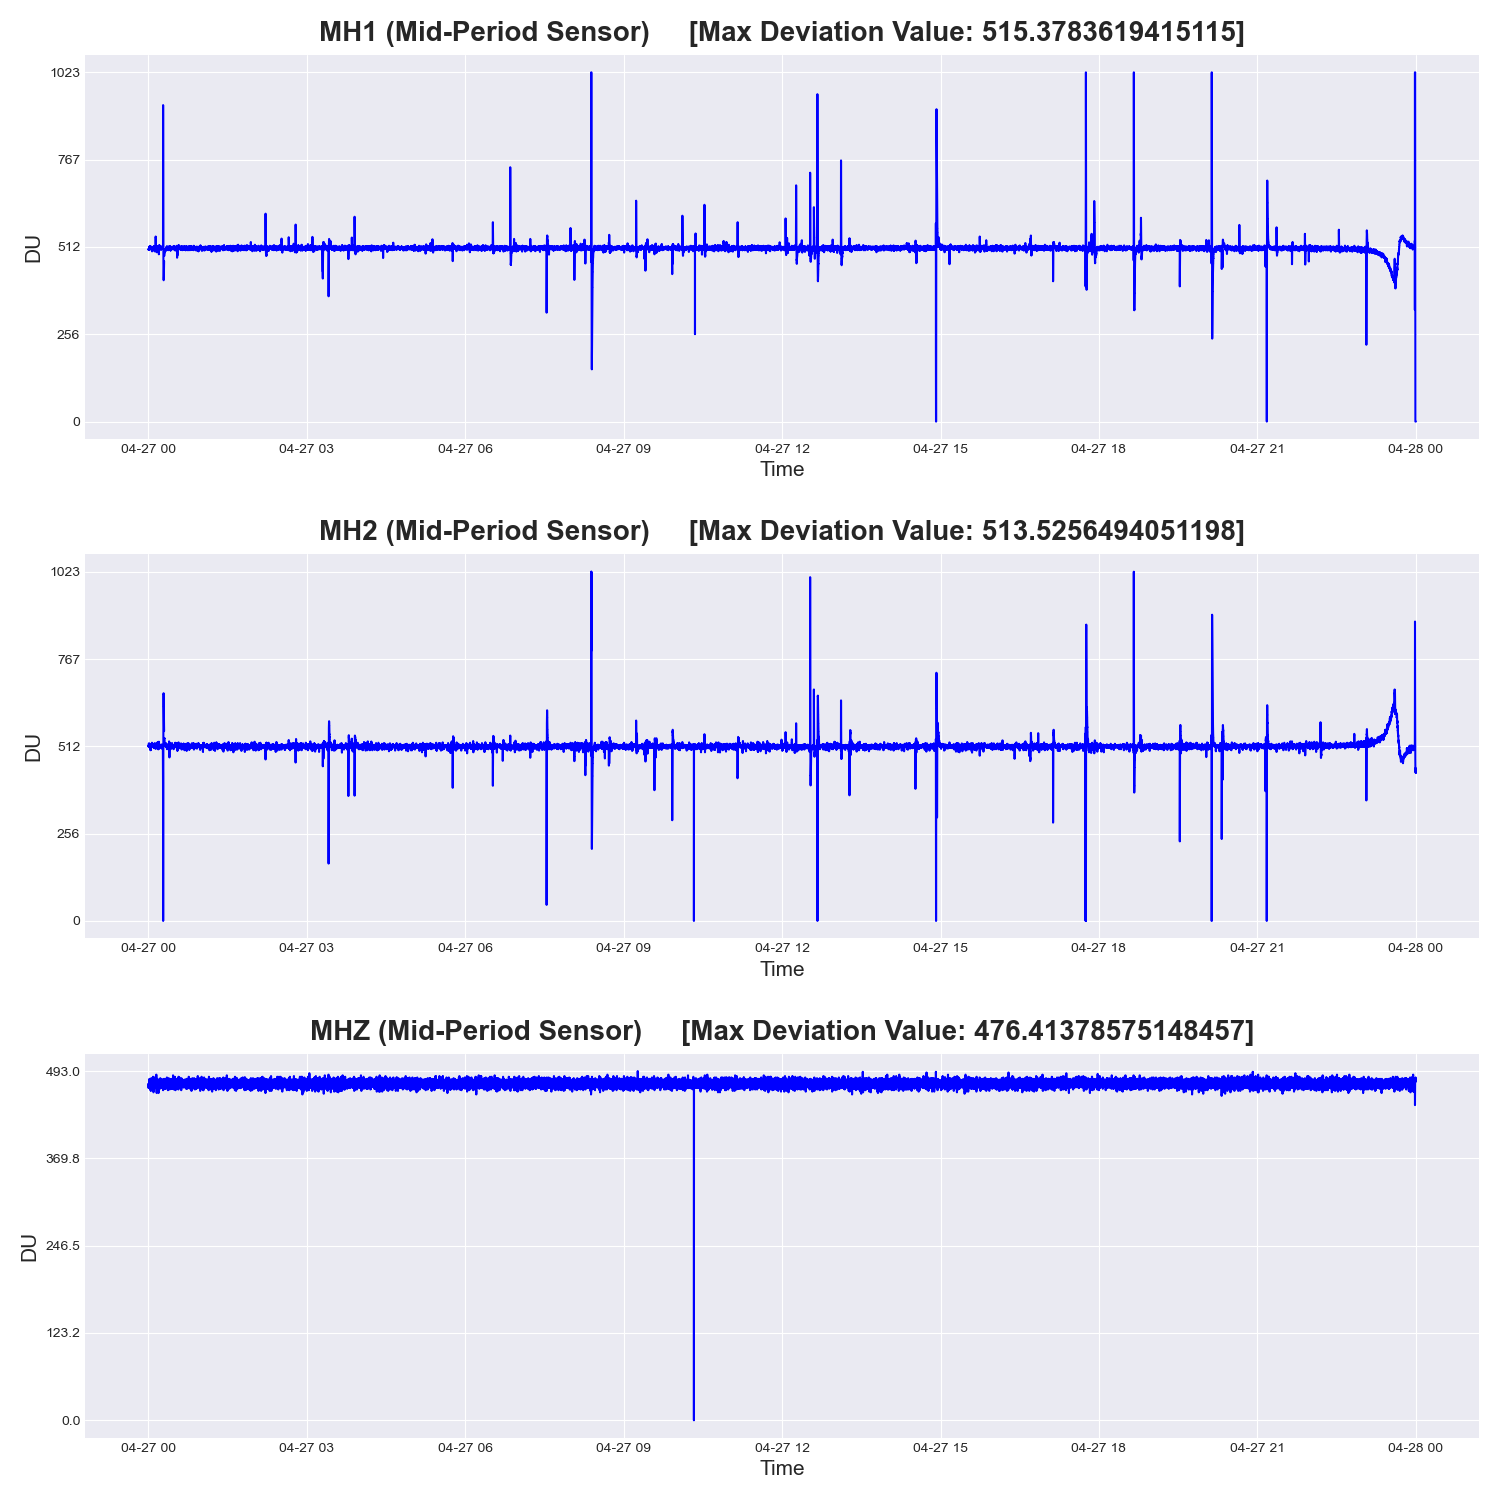 MH1 (Mid-Period Sensor) [Max Deviation Value: 515.3783619415115]
1023
767
512
256
0
DU
04-27 00 04-27 03 04-27 06 04-27 09 04-27 12 04-27 15 04-27 18 04-27 21 04-28 00
Time
MH2 (Mid-Period Sensor) [Max Deviation Value: 513.5256494051198]
1023
767
512
256
0
DU
04-27 00 04-27 03 04-27 06 04-27 09 04-27 12 04-27 15 04-27 18 04-27 21 04-28 00
Time
MHZ (Mid-Period Sensor) [Max Deviation Value: 476.41378575148457]
493.0
369.8
246.5
123.2
0.0
DU
04-27 00 04-27 03 04-27 06 04-27 09 04-27 12 04-27 15 04-27 18 04-27 21 04-28 00
Time